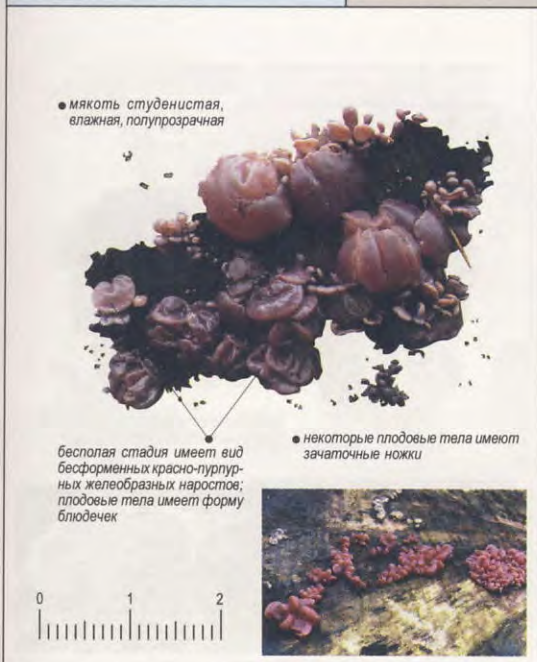 ● мякоть студенистая,
влажная, полупрозрачная
бесполая стадия имеет вид
бесформенных красно-пурпур-
ных желеобразных наростов;
плодовые тела имеет форму
блюдечек
● некоторые плодовые тела имеют
зачаточные ножки
0 1 2